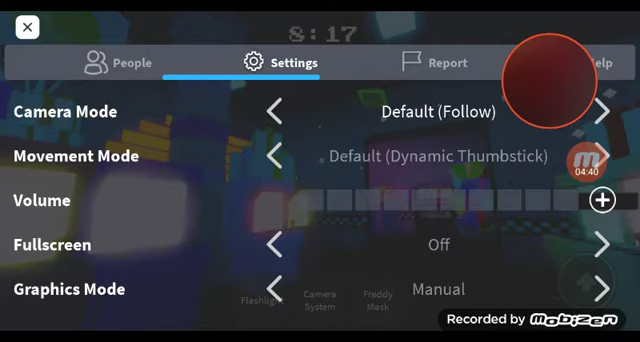 8:17
People
Settings
Report
elp
Camera Mode
Default (Follow)
Movement Mode
Default (Dynamic Thumbstick)
04:40
Volume
Fullscreen
Off
Graphics Mode
Manual
Flashlight
Camera
System
Freddy
Mask
Recorded by Mobizen